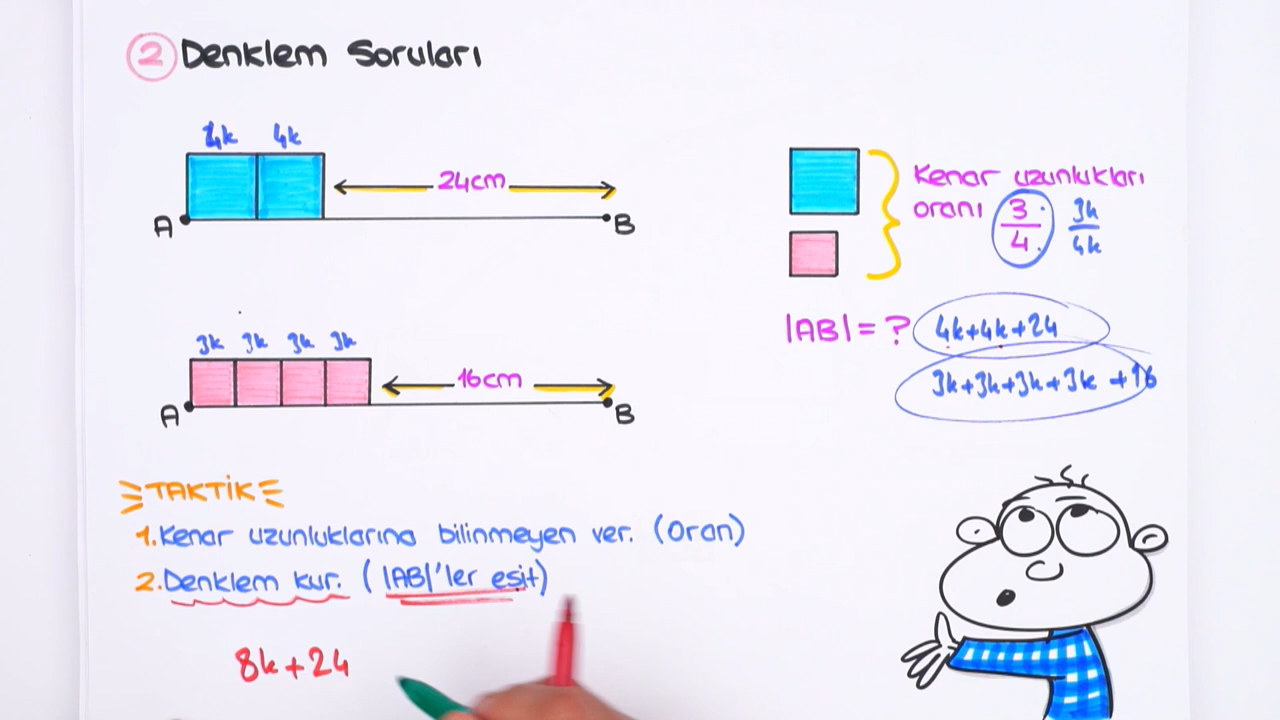 2 Denklem Soruları
4k 4k
24cm
A B
Kenar uzunlukları
oranı 3/4 3k/4k
|AB| = ? 4k+4k+24
3k+3k+3k+3k +16
3k 3k 3k 3k
16cm
A B
TAKTİK
1.Kenar uzunluklarına bilinmeyen ver. (Oran)
2.Denklem kur. (|AB|'ler eşit)
8k+24